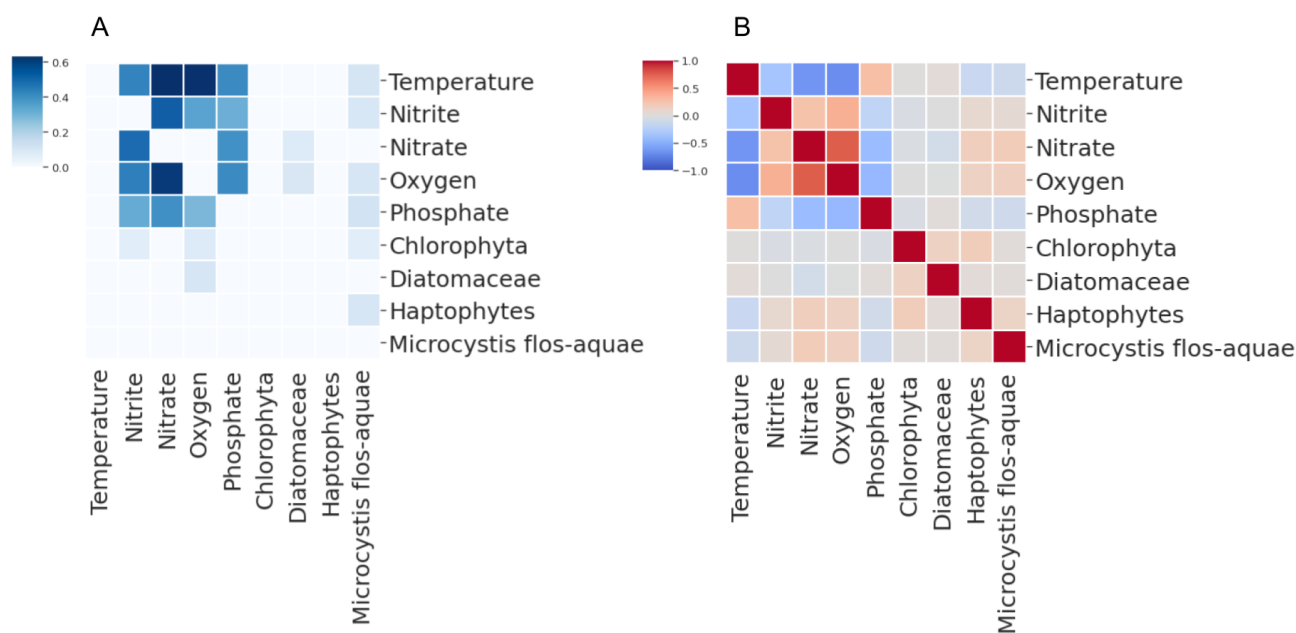 A
B
0.6
0.4
0.2
0.0
Temperature
Nitrite
Nitrate
Oxygen
Phosphate
Chlorophyta
Diatomaceae
Haptophytes
Microcystis flos-aquae
Temperature
Nitrite
Nitrate
Oxygen
Phosphate
Chlorophyta
Diatomaceae
Haptophytes
Microcystis flos-aquae
1.0
0.5
0.0
−0.5
−1.0
Temperature
Nitrite
Nitrate
Oxygen
Phosphate
Chlorophyta
Diatomaceae
Haptophytes
Microcystis flos-aquae
Temperature
Nitrite
Nitrate
Oxygen
Phosphate
Chlorophyta
Diatomaceae
Haptophytes
Microcystis flos-aquae